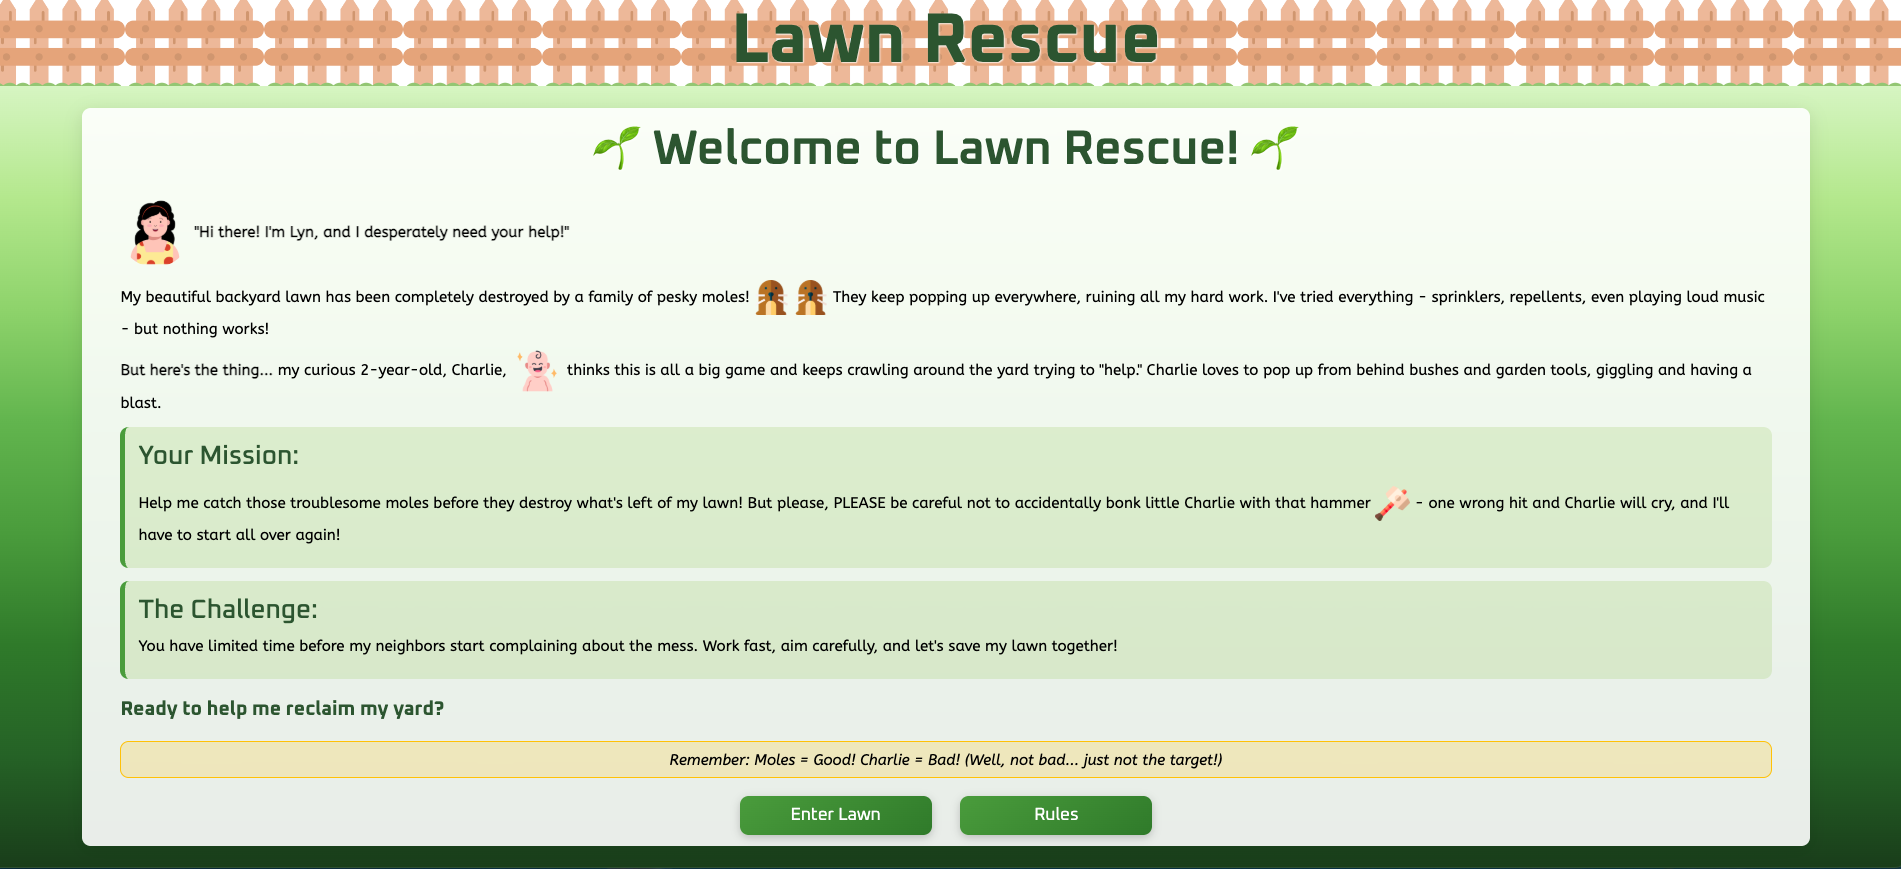 Lawn Rescue
Welcome to Lawn Rescue!
"Hi there! I'm Lyn, and I desperately need your help!"
My beautiful backyard lawn has been completely destroyed by a family of pesky moles! They keep popping up everywhere, ruining all my hard work. I've tried everything - sprinklers, repellents, even playing loud music
- but nothing works!
But here's the thing... my curious 2-year-old, Charlie, thinks this is all a big game and keeps crawling around the yard trying to "help." Charlie loves to pop up from behind bushes and garden tools, giggling and having a
blast.
Your Mission:
Help me catch those troublesome moles before they destroy what's left of my lawn! But please, PLEASE be careful not to accidentally bonk little Charlie with that hammer - one wrong hit and Charlie will cry, and I'll
have to start all over again!
The Challenge:
You have limited time before my neighbors start complaining about the mess. Work fast, aim carefully, and let's save my lawn together!
Ready to help me reclaim my yard?
Remember: Moles = Good! Charlie = Bad! (Well, not bad... just not the target!)
Enter Lawn
Rules